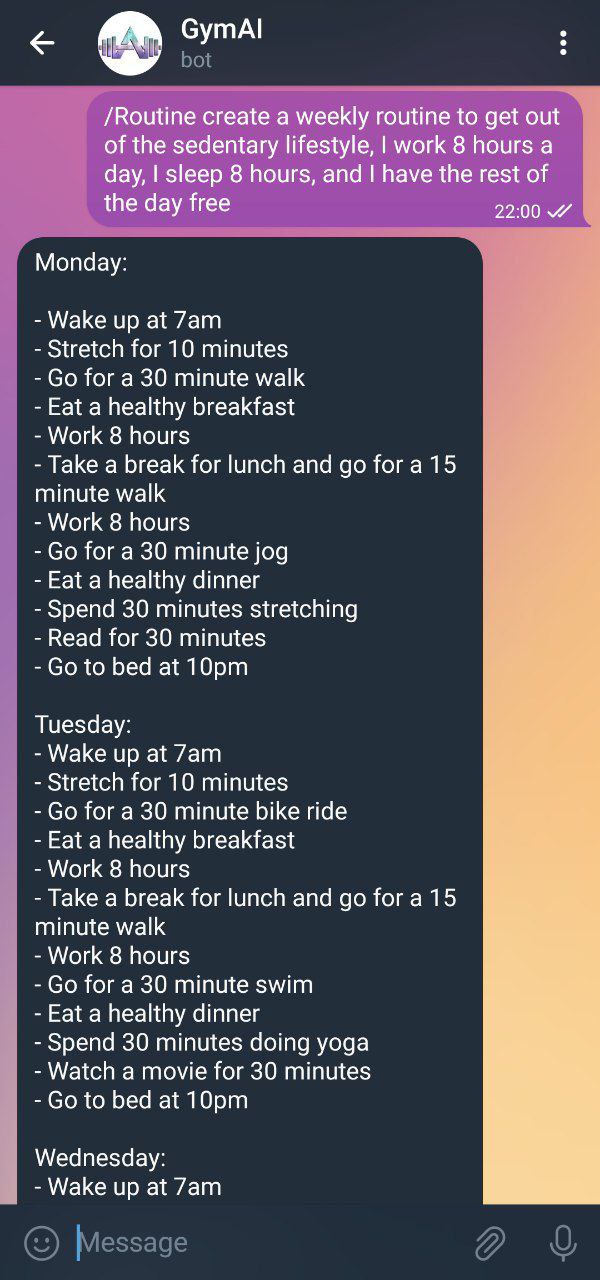 GymAI
bot
/Routine create a weekly routine to get out
of the sedentary lifestyle, I work 8 hours a
day, I sleep 8 hours, and I have the rest of
the day free
22:00
Monday:
- Wake up at 7am
- Stretch for 10 minutes
- Go for a 30 minute walk
- Eat a healthy breakfast
- Work 8 hours
- Take a break for lunch and go for a 15
minute walk
- Work 8 hours
- Go for a 30 minute jog
- Eat a healthy dinner
- Spend 30 minutes stretching
- Read for 30 minutes
- Go to bed at 10pm
Tuesday:
- Wake up at 7am
- Stretch for 10 minutes
- Go for a 30 minute bike ride
- Eat a healthy breakfast
- Work 8 hours
- Take a break for lunch and go for a 15
minute walk
- Work 8 hours
- Go for a 30 minute swim
- Eat a healthy dinner
- Spend 30 minutes doing yoga
- Watch a movie for 30 minutes
- Go to bed at 10pm
Wednesday:
- Wake up at 7am
Message